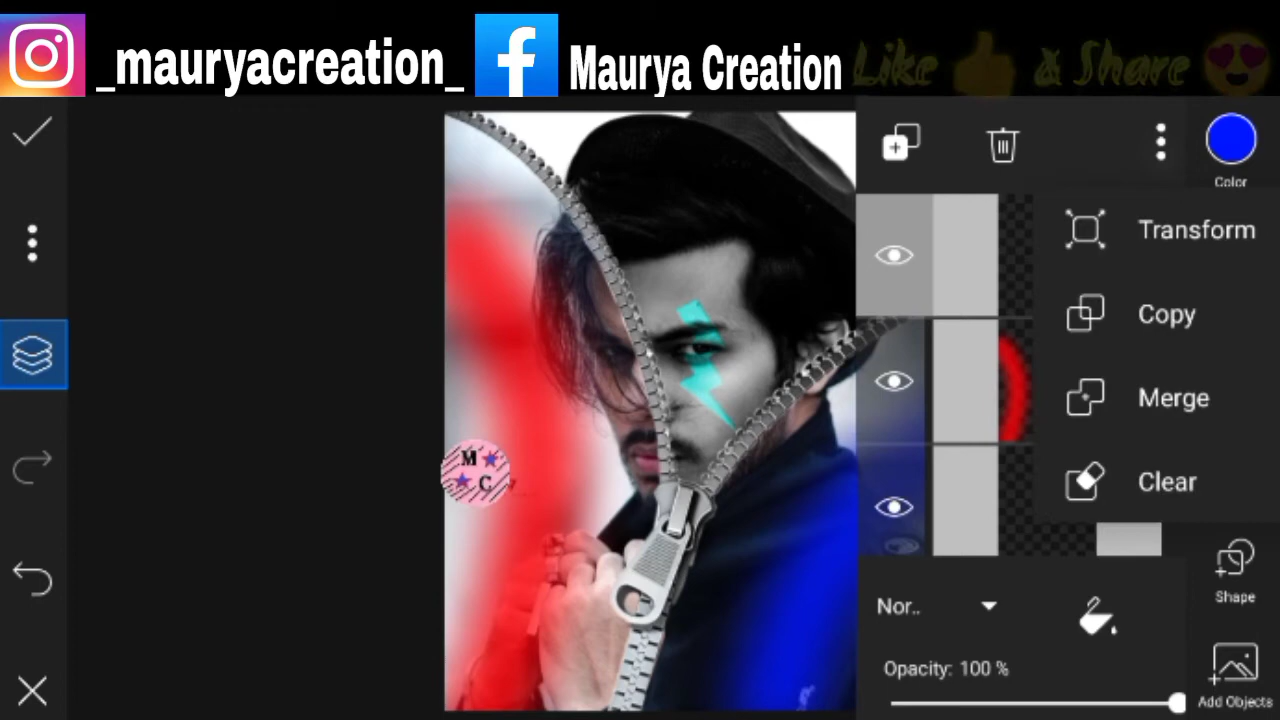 _mauryacreation_ Maurya Creation Like & Share
Color
Transform
Copy
Merge
Clear
M
C
Nor..
Shape
Opacity: 100 %
Add Objects